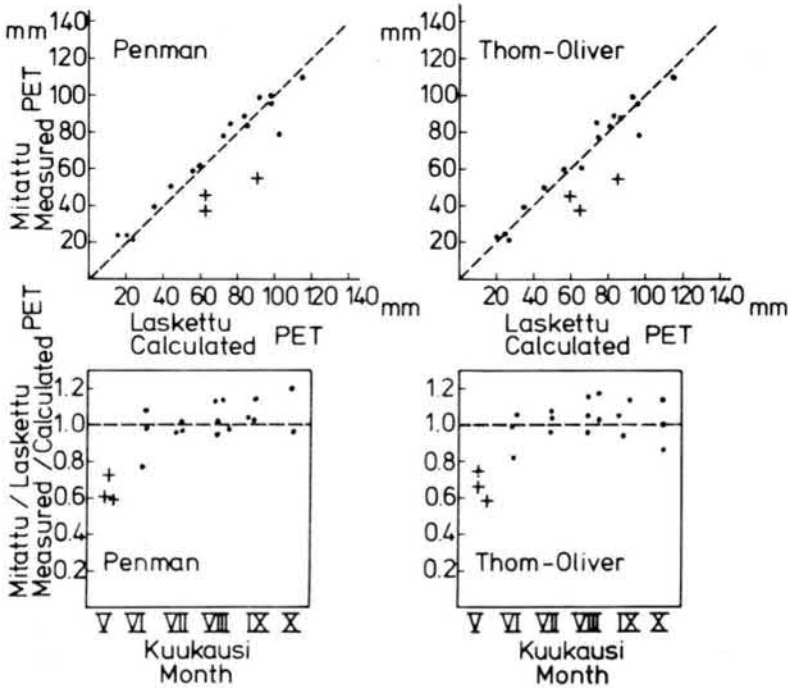 mm
140
120
100
80
60
40
20
Mitattu
Measured PET
Penman
20 40 60 80 100 120 140 mm
Laskettu
Calculated PET
mm
140
120
100
80
60
40
20
Thom-Oliver
20 40 60 80 100 120 140 mm
Laskettu
Calculated PET
Mitattu / Laskettu
Measured / Calculated PET
1.2
1.0
0.8
0.6
0.4
0.2
Penman
V VI VII VIII IX X
Kuukausi
Month
1.2
1.0
0.8
0.6
0.4
0.2
Thom-Oliver
V VI VII VIII IX X
Kuukausi
Month